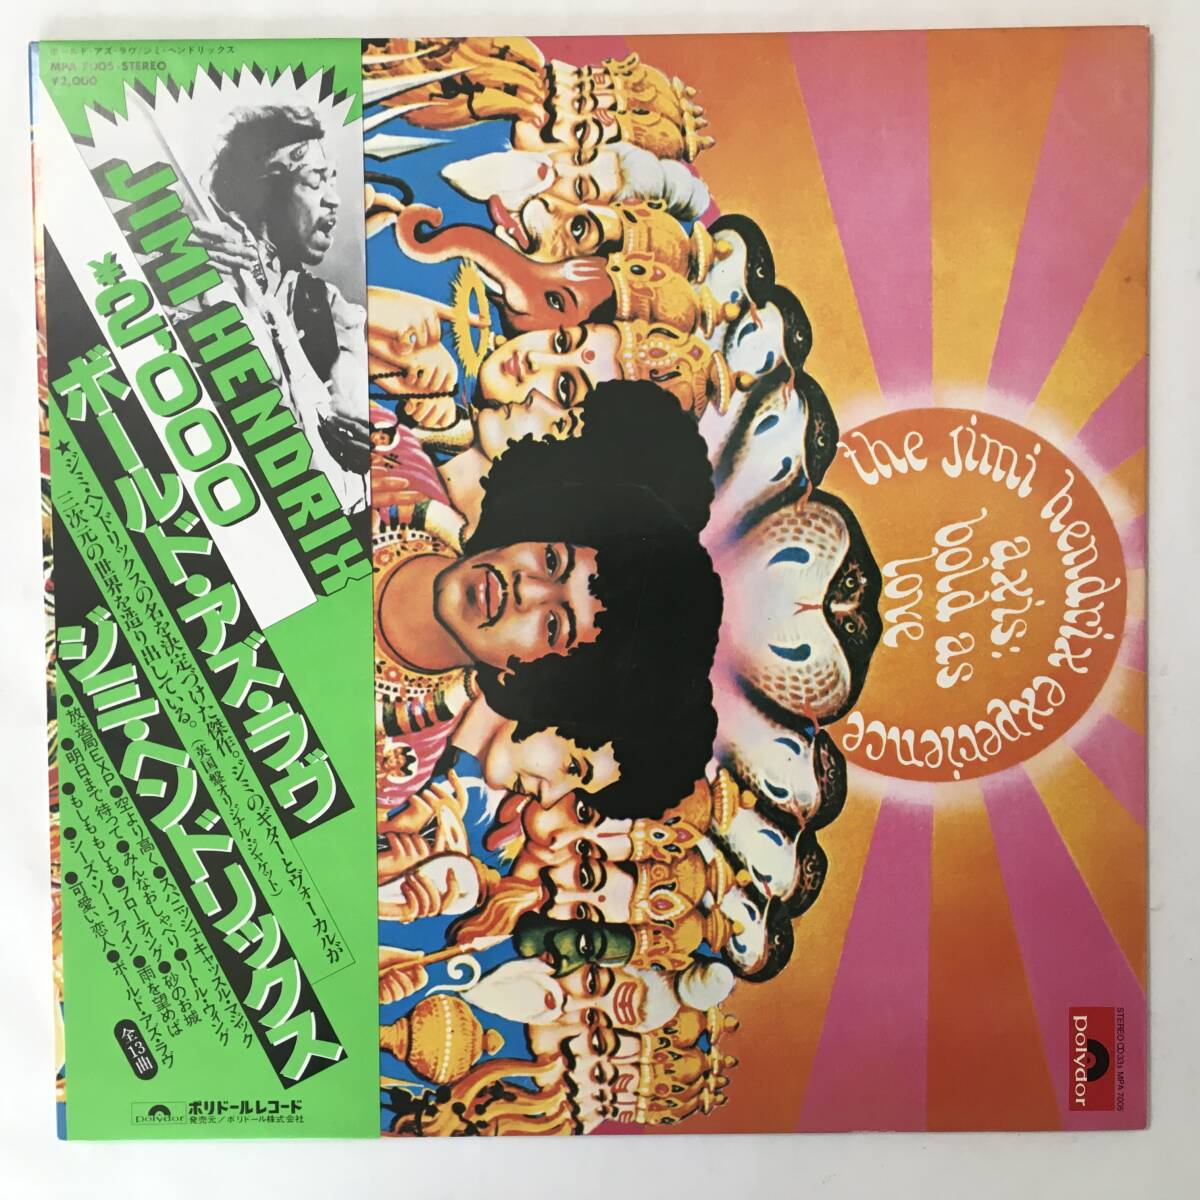 ボールド・アズ・ラヴ/ジミ・ヘンドリックス
MPA 7005・STEREO
¥2,000
JIMI HENDRIX
¥2,000
ボールド・アズ・ラヴ
ジミ・ヘンドリックス
★ジミ・ヘンドリックスの名を決定づけた傑作。ジミのギターとヴォーカルが
三次元の世界を造り出している。(英国盤オリジナル・ジャケット)
●放送局EXP●空より高く●スパニッシュ・キャッスル・マジック
●明日まで待って●みんなおしゃべり●リトル・ウィング
●もしも もしも●フローティング●砂のお城
●シーズ・ソー・ファイン●雨を望めば
●可愛い恋人●ボールド・アズ・ラヴ
全13曲
polydor
ポリドールレコード
発売元/ポリドール株式会社
the jimi hendrix experience
axis:
bold as
love
polydor
STEREO CD33⅓ MPA 7005